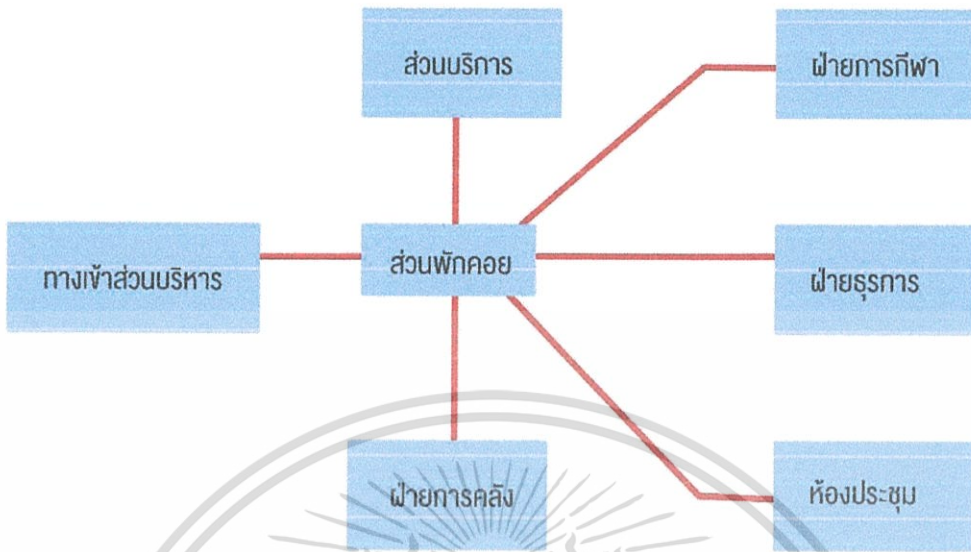 ส่วนบริการ
ฝ่ายการกีฬา
ทางเข้าส่วนบริหาร
ส่วนพักคอย
ฝ่ายธุรการ
ฝ่ายการคลัง
ห้องประชุม